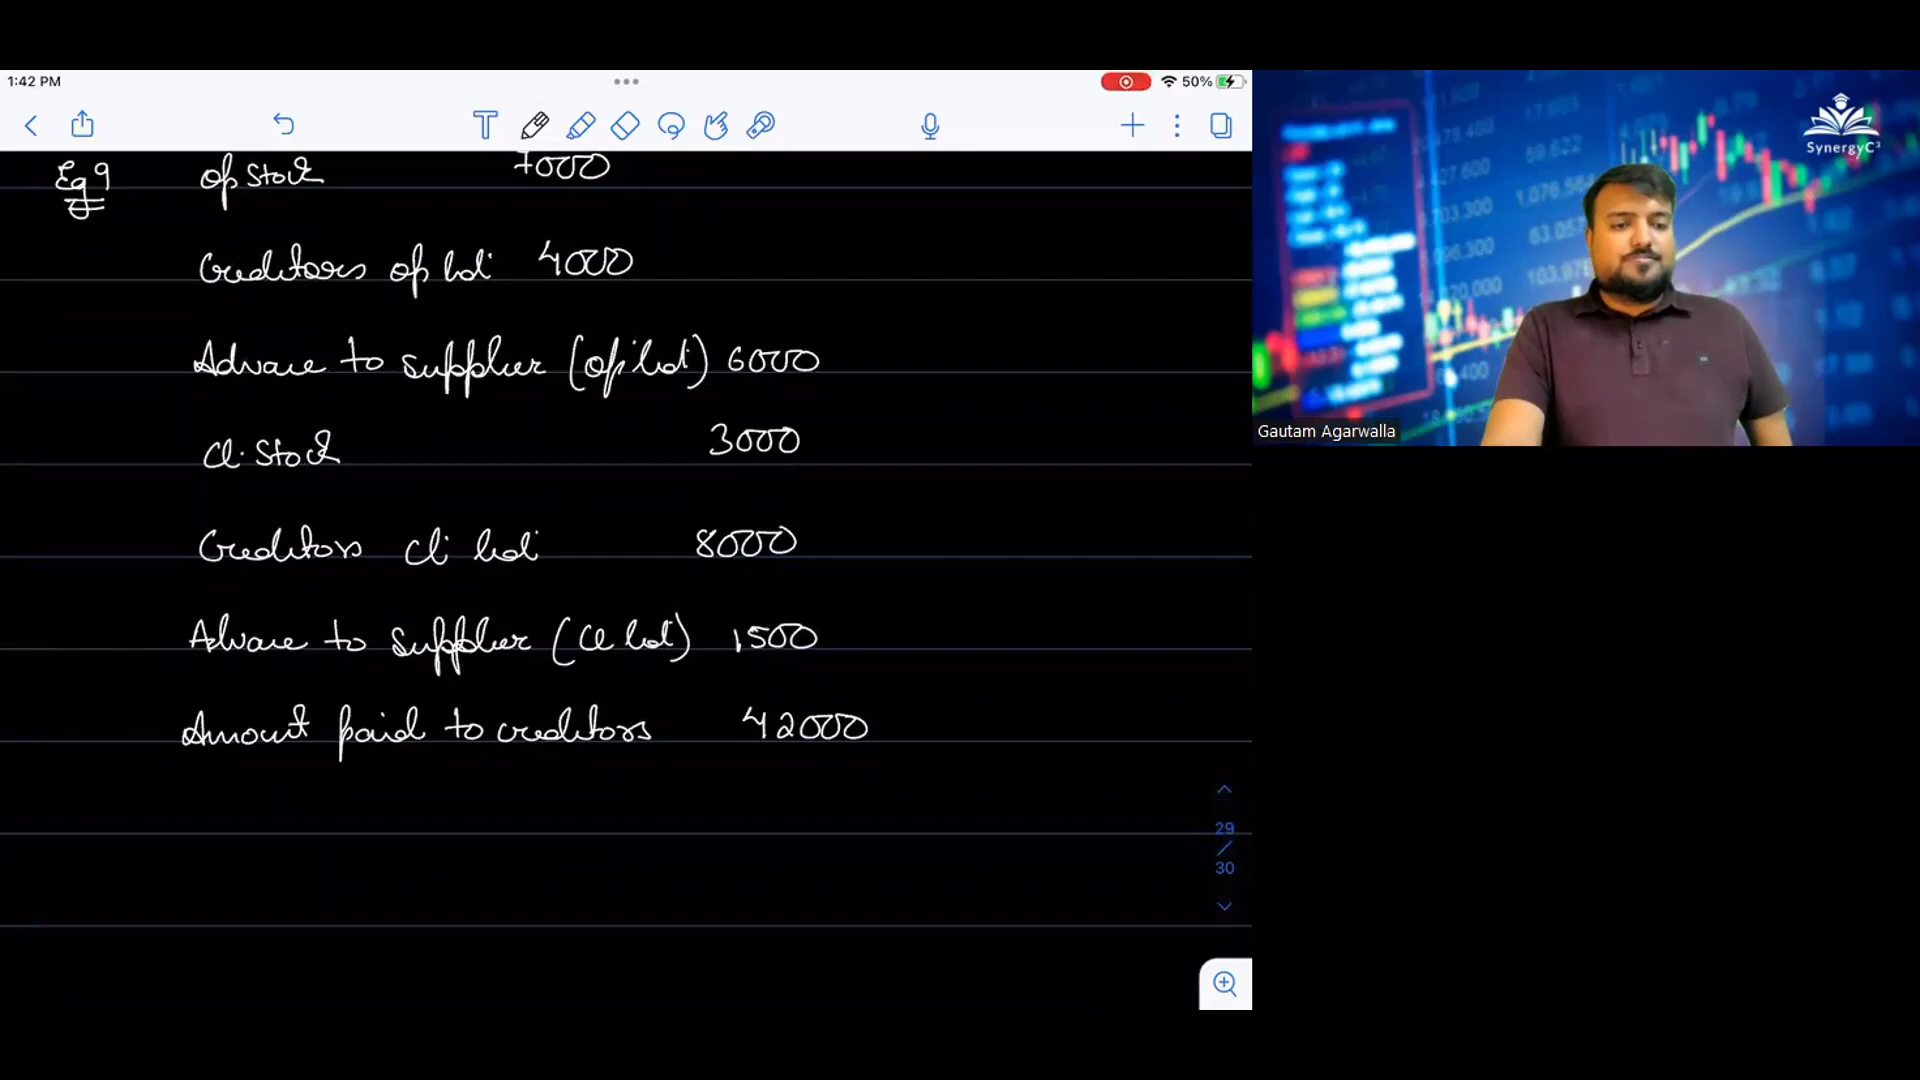 1:42 PM
50%
Eg 9 op Stock 7000
Creditors op bal 4000
Advance to supplier (op bal) 6000
Cl. Stock 3000
Creditors cl bal 8000
Advance to supplier (Cl bal) 1500
Amount paid to creditors 42000
29
/
30
SynergyC³
Gautam Agarwalla